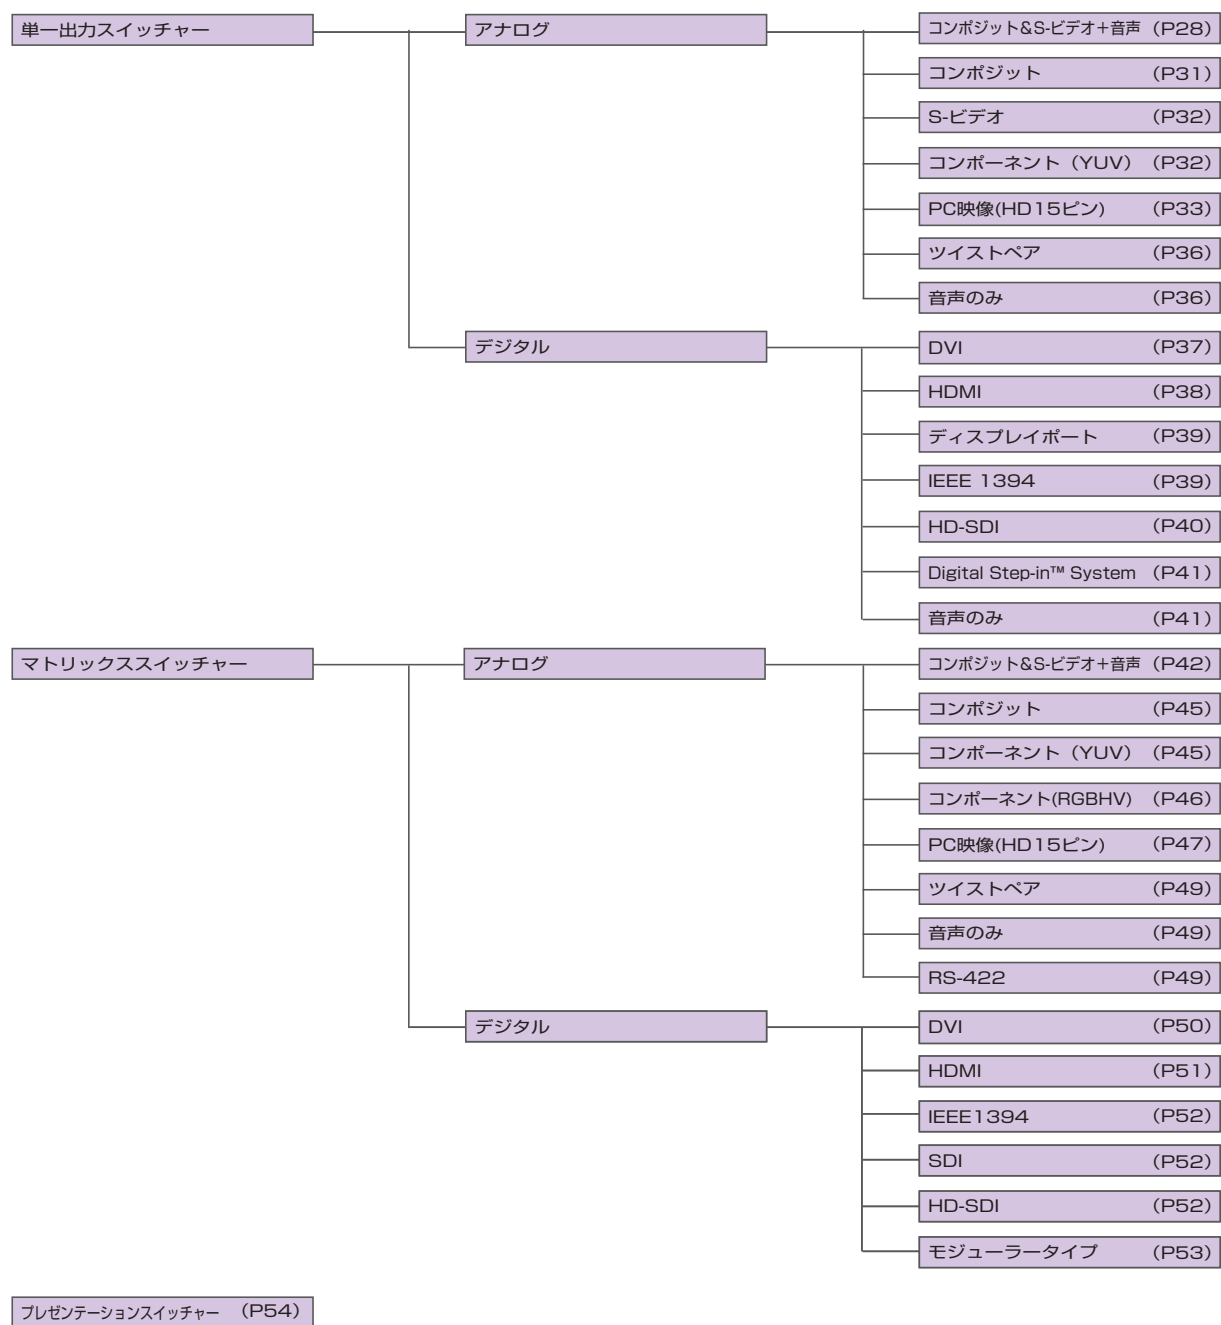 単一出力スイッチャー
アナログ
コンポジット&S-ビデオ+音声 (P28)
コンポジット (P31)
S-ビデオ (P32)
コンポーネント（YUV） (P32)
PC映像(HD15ピン) (P33)
ツイストペア (P36)
音声のみ (P36)
デジタル
DVI (P37)
HDMI (P38)
ディスプレイポート (P39)
IEEE 1394 (P39)
HD-SDI (P40)
Digital Step-in™ System (P41)
音声のみ (P41)
マトリックススイッチャー
アナログ
コンポジット&S-ビデオ+音声 (P42)
コンポジット (P45)
コンポーネント（YUV） (P45)
コンポーネント(RGBHV) (P46)
PC映像(HD15ピン) (P47)
ツイストペア (P49)
音声のみ (P49)
RS-422 (P49)
デジタル
DVI (P50)
HDMI (P51)
IEEE1394 (P52)
SDI (P52)
HD-SDI (P52)
モジューラータイプ (P53)
プレゼンテーションスイッチャー (P54)